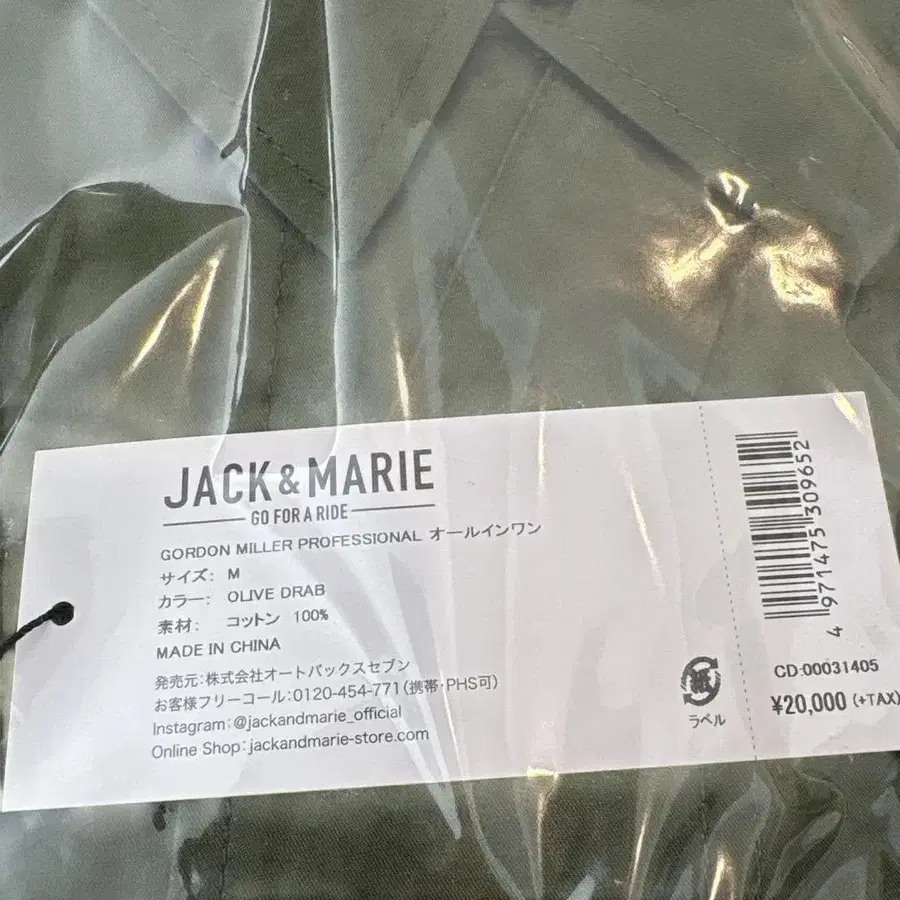 JACK & MARIE
GO FOR A RIDE
GORDON MILLER PROFESSIONAL オールインワン
サイズ: M
カラー: OLIVE DRAB
素材: コットン 100%
MADE IN CHINA
発売元:株式会社オートバックスセブン
お客様フリーコール:0120-454-771(携帯・PHS可)
Instagram:@jackandmarie_official
Online Shop:jackandmarie-store.com
紙
ラベル
4 971475 309652
CD:00031405
¥20,000 (+TAX)